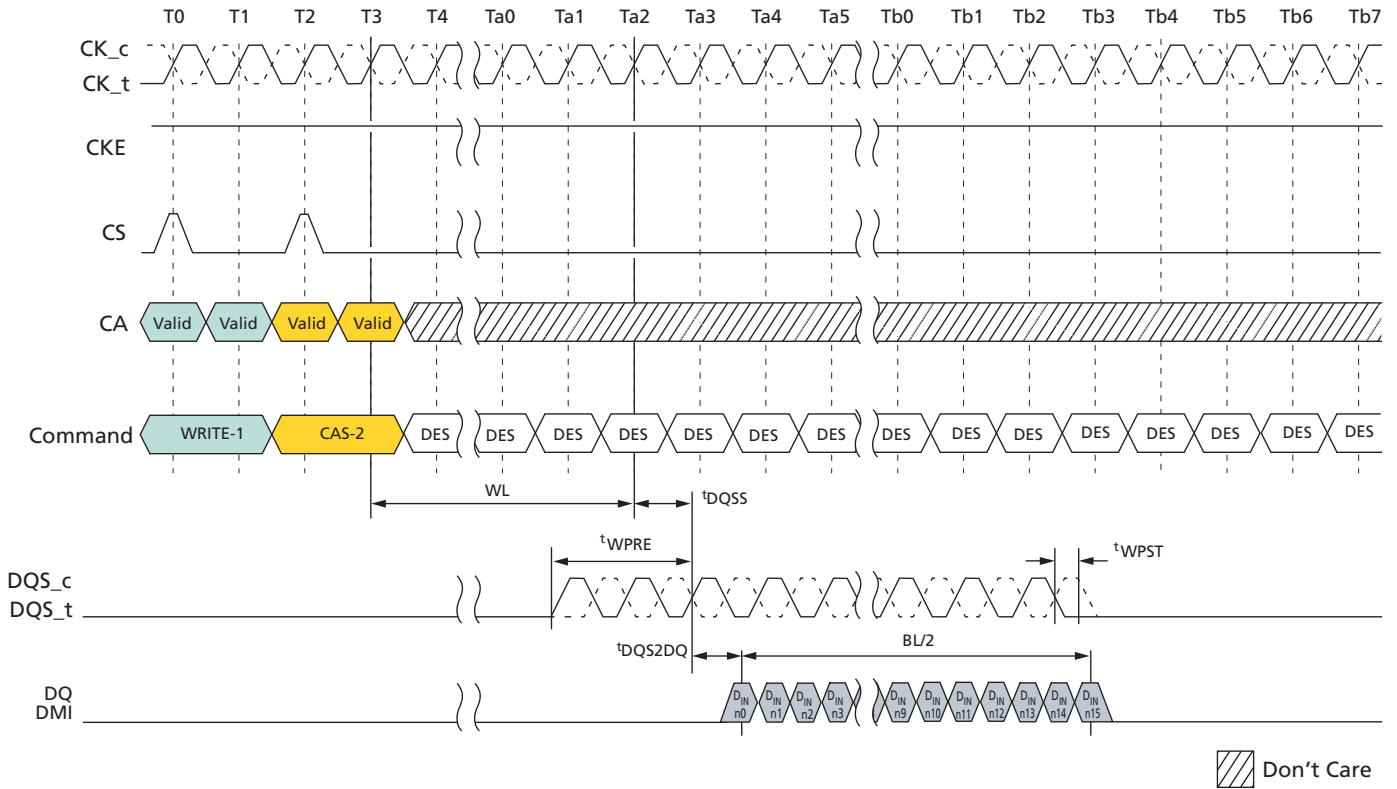 T0 T1 T2 T3 T4 Ta0 Ta1 Ta2 Ta3 Ta4 Ta5 Tb0 Tb1 Tb2 Tb3 Tb4 Tb5 Tb6 Tb7
CK_c
CK_t
CKE
CS
CA Valid Valid Valid Valid
Command WRITE-1 CAS-2 DES DES DES DES DES DES DES DES DES DES DES DES DES DES DES
WL tDQSS
tWPRE tWPST
DQS_c
DQS_t
tDQS2DQ BL/2
DQ
DMI
DIN n0 DIN n1 DIN n2 DIN n3 DIN n9 DIN n10 DIN n11 DIN n12 DIN n13 DIN n14 DIN n15
Don't Care